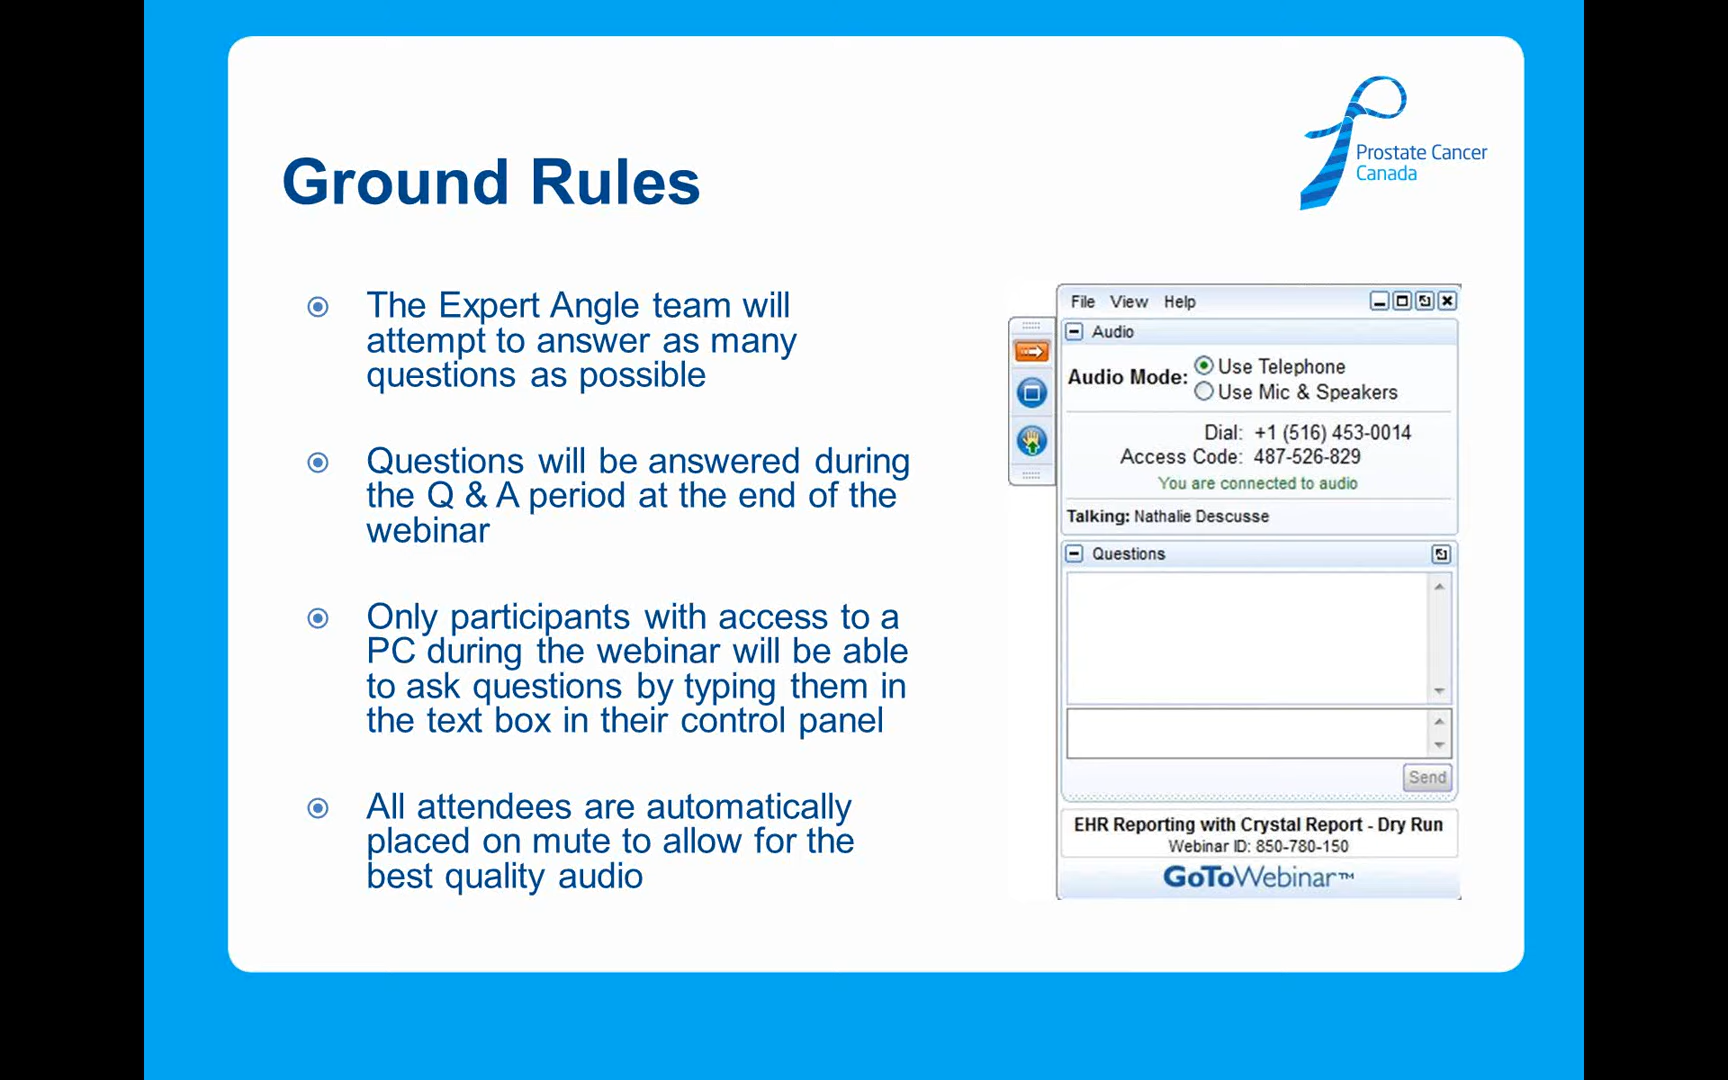 Prostate Cancer
Canada
Ground Rules
The Expert Angle team will
attempt to answer as many
questions as possible
Questions will be answered during
the Q & A period at the end of the
webinar
Only participants with access to a
PC during the webinar will be able
to ask questions by typing them in
the text box in their control panel
All attendees are automatically
placed on mute to allow for the
best quality audio
File View Help
Audio
Audio Mode:
Use Telephone
Use Mic & Speakers
Dial: +1 (516) 453-0014
Access Code: 487-526-829
You are connected to audio
Talking: Nathalie Descusse
Questions
Send
EHR Reporting with Crystal Report - Dry Run
Webinar ID: 850-780-150
GoToWebinar™